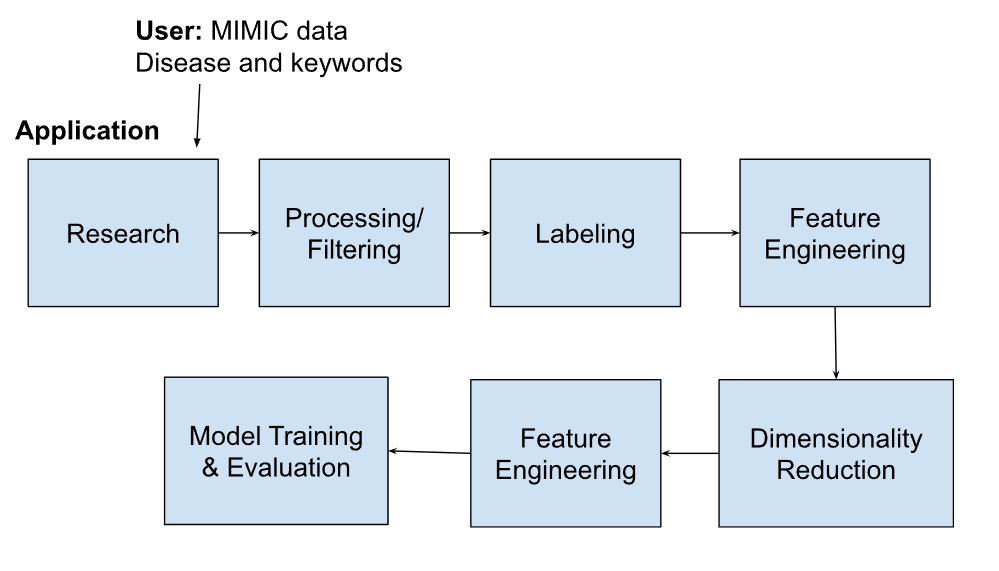 User: MIMIC data
Disease and keywords
Application
Research
Processing/
Filtering
Labeling
Feature
Engineering
Model Training
& Evaluation
Feature
Engineering
Dimensionality
Reduction